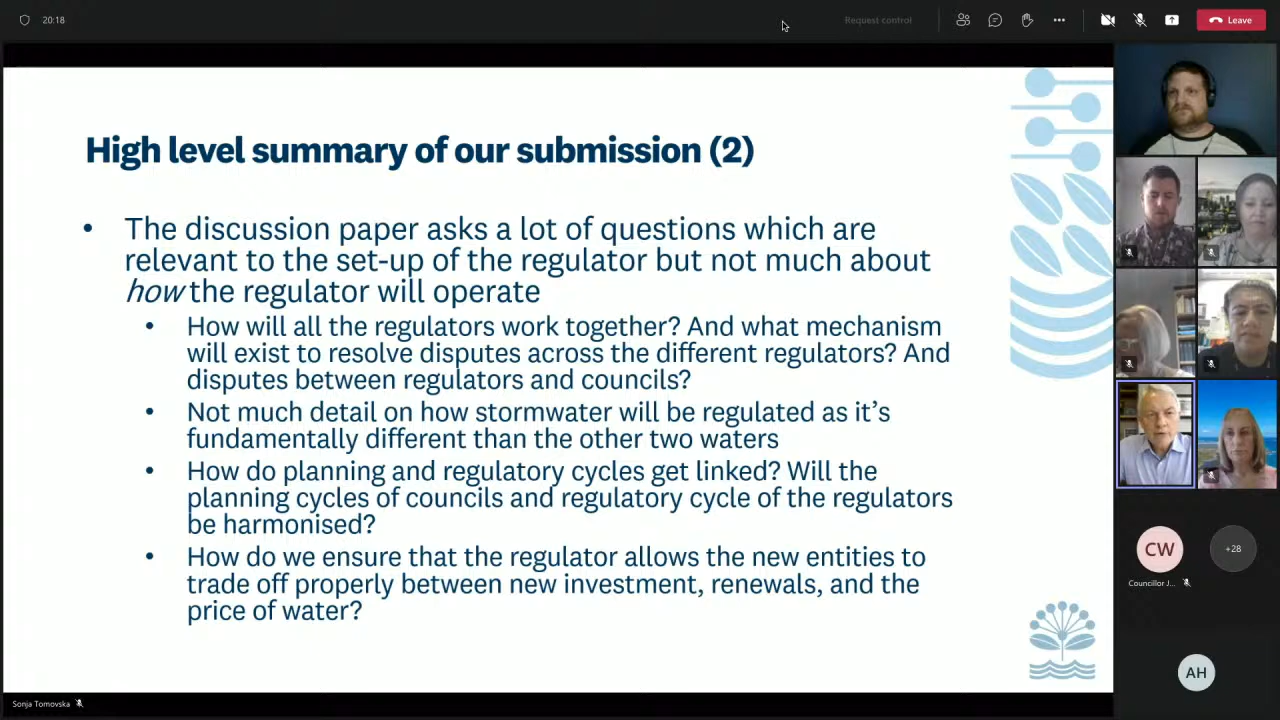 20:18
Request control
Leave
High level summary of our submission (2)
• The discussion paper asks a lot of questions which are
relevant to the set-up of the regulator but not much about
how the regulator will operate
• How will all the regulators work together? And what mechanism
will exist to resolve disputes across the different regulators? And
disputes between regulators and councils?
• Not much detail on how stormwater will be regulated as it's
fundamentally different than the other two waters
• How do planning and regulatory cycles get linked? Will the
planning cycles of councils and regulatory cycle of the regulators
be harmonised?
• How do we ensure that the regulator allows the new entities to
trade off properly between new investment, renewals, and the
price of water?
CW
+28
Councillor J...
AH
Sonja Tomovska